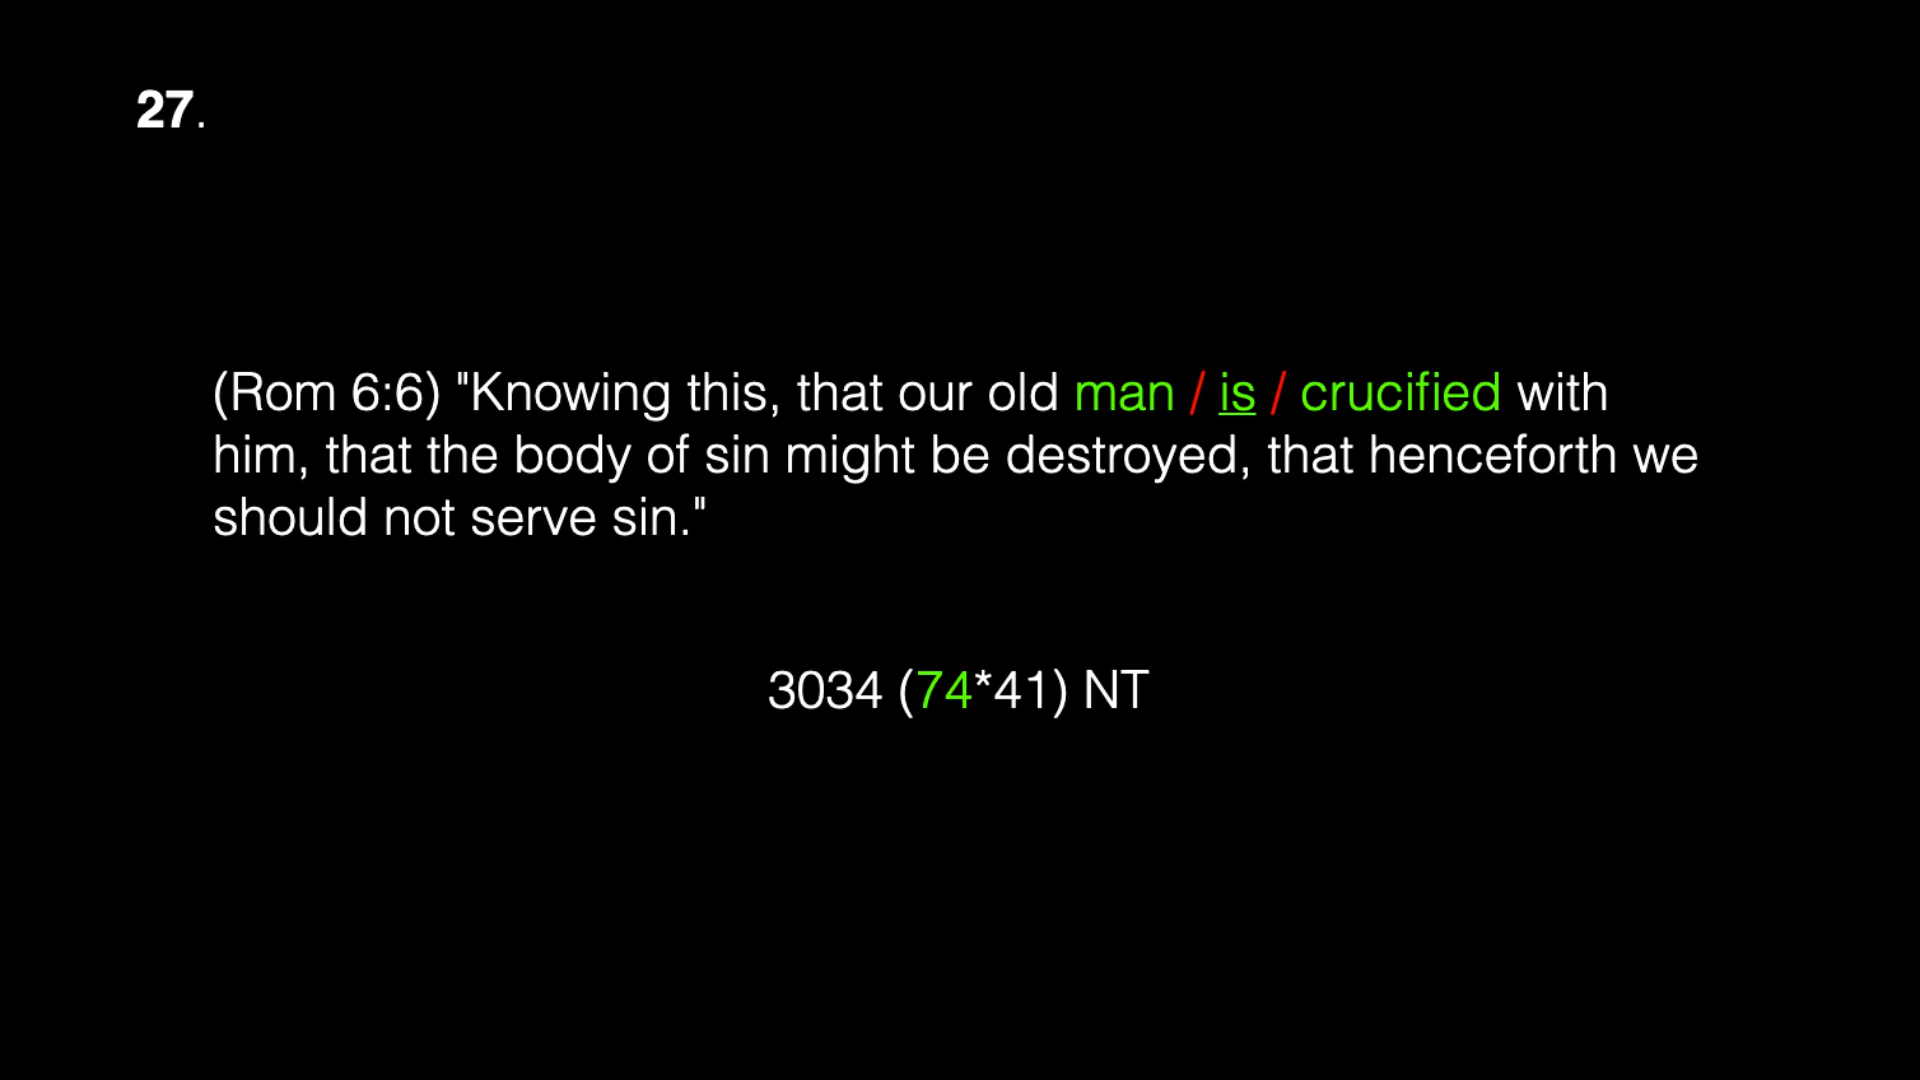 27.
(Rom 6:6) "Knowing this, that our old man / is / crucified with
him, that the body of sin might be destroyed, that henceforth we
should not serve sin."
3034 (74*41) NT